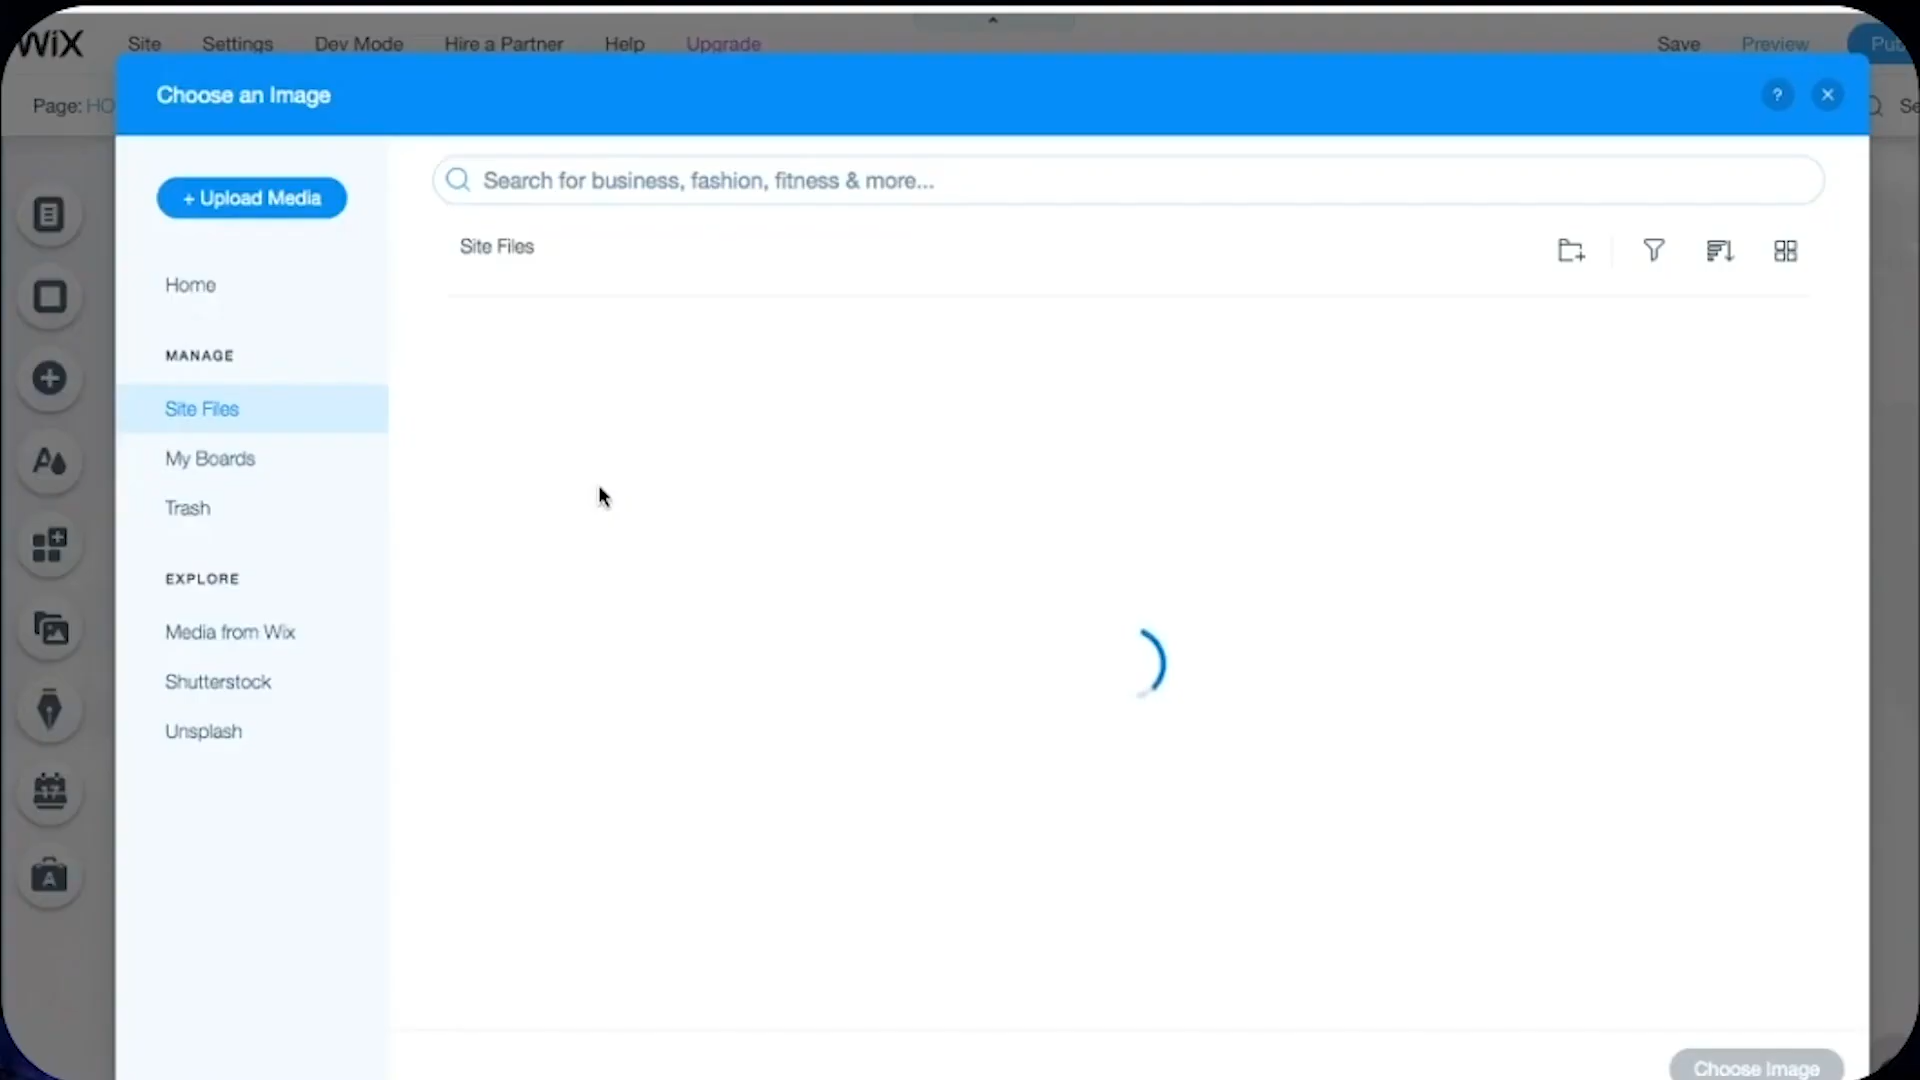 WiX Site Settings Dev Mode Hire a Partner Help Upgrade Save Preview
Page: HO
Choose an Image ? ×
+ Upload Media
Search for business, fashion, fitness & more...
Site Files
Home
MANAGE
Site Files
My Boards
Trash
EXPLORE
Media from Wix
Shutterstock
Unsplash
17
A
Choose Image